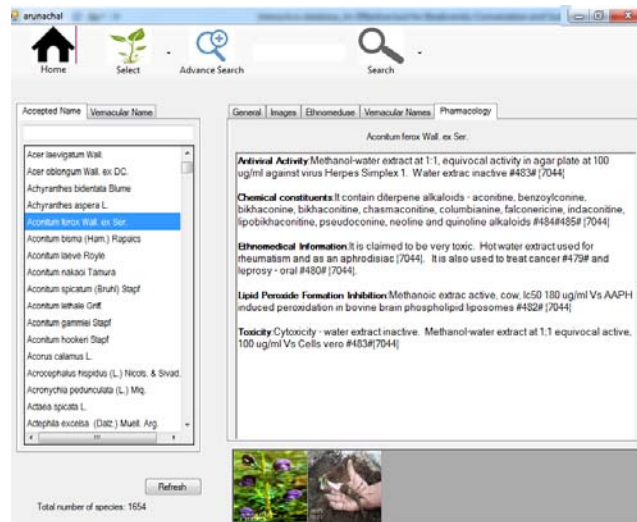 arunachal
Home
Select
Advance Search
Search
Accepted Name
Vernacular Name
General
Images
Ethnomeduse
Vernacular Names
Pharmacology
Acer laevigatum Wall.
Acer oblongum Wall. ex DC.
Achyranthes bidentata Blume
Achyranthes aspera L.
Aconitum ferox Wall. ex Ser.
Aconitum bisma (Ham.) Rapaics
Aconitum laeve Royle
Aconitum nakaoi Tamura
Aconitum spicatum (Bruhl) Stapf
Aconitum lethale Griff.
Aconitum gammiei Stapf
Aconitum hookeri Stapf
Acorus calamus L.
Acrocephalus hispidus (L.) Nicols. & Sivad.
Acronychia pedunculata (L.) Miq.
Actaea spicata L.
Actephila excelsa (Dalz.) Muell. Arg.
Refresh
Total number of species: 1654
Aconitum ferox Wall. ex Ser.
Antiviral Activity:Methanol-water extract at 1:1, equivocal activity in agar plate at 100
ug/ml against virus Herpes Simplex 1. Water extrac inactive #483# [7044].
Chemical constituents:It contain diterpene alkaloids - aconitine, benzoylconine,
bikhaconine, bikhaconitine, chasmaconitine, columbianine, falconericine, indaconitine,
lipobikhaconitine, pseudoconine, neoline and quinoline alkaloids #484#485# [7044]
Ethnomedical Information:It is claimed to be very toxic. Hot water extract used for
rheumatism and as an aphrodisiac [7044]. It is also used to treat cancer #479# and
leprosy - oral #480# [7044].
Lipid Peroxide Formation Inhibition:Methanoic extrac active, cow, Ic50 180 ug/ml Vs AAPH
induced peroxidation in bovine brain phospholipid liposomes #482# [7044]
Toxicity:Cytoxicity - water extract inactive. Methanol-water extract at 1:1 equivocal active,
100 ug/ml Vs Cells vero #483#[7044]